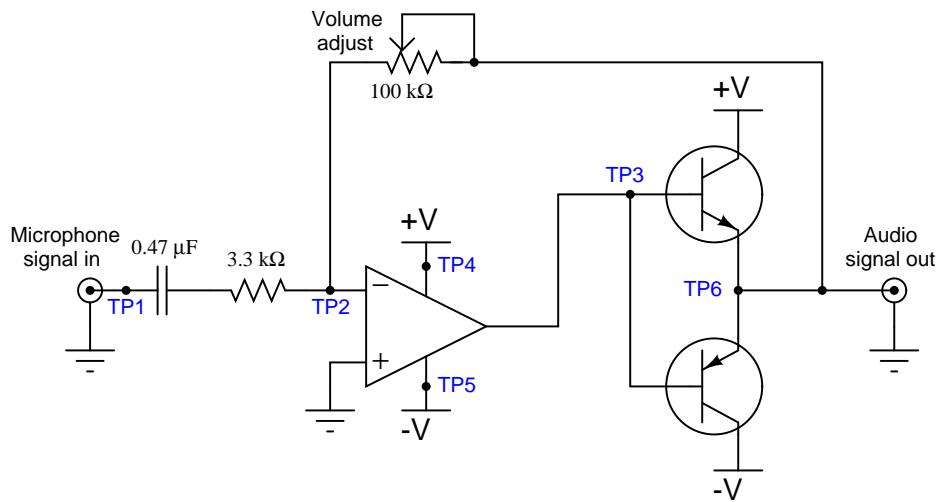 Volume
adjust
100 kΩ
+V
TP3
Microphone
signal in
0.47 μF
3.3 kΩ
+V
TP4
Audio
signal out
TP1
TP2
−
TP6
+
TP5
-V
-V